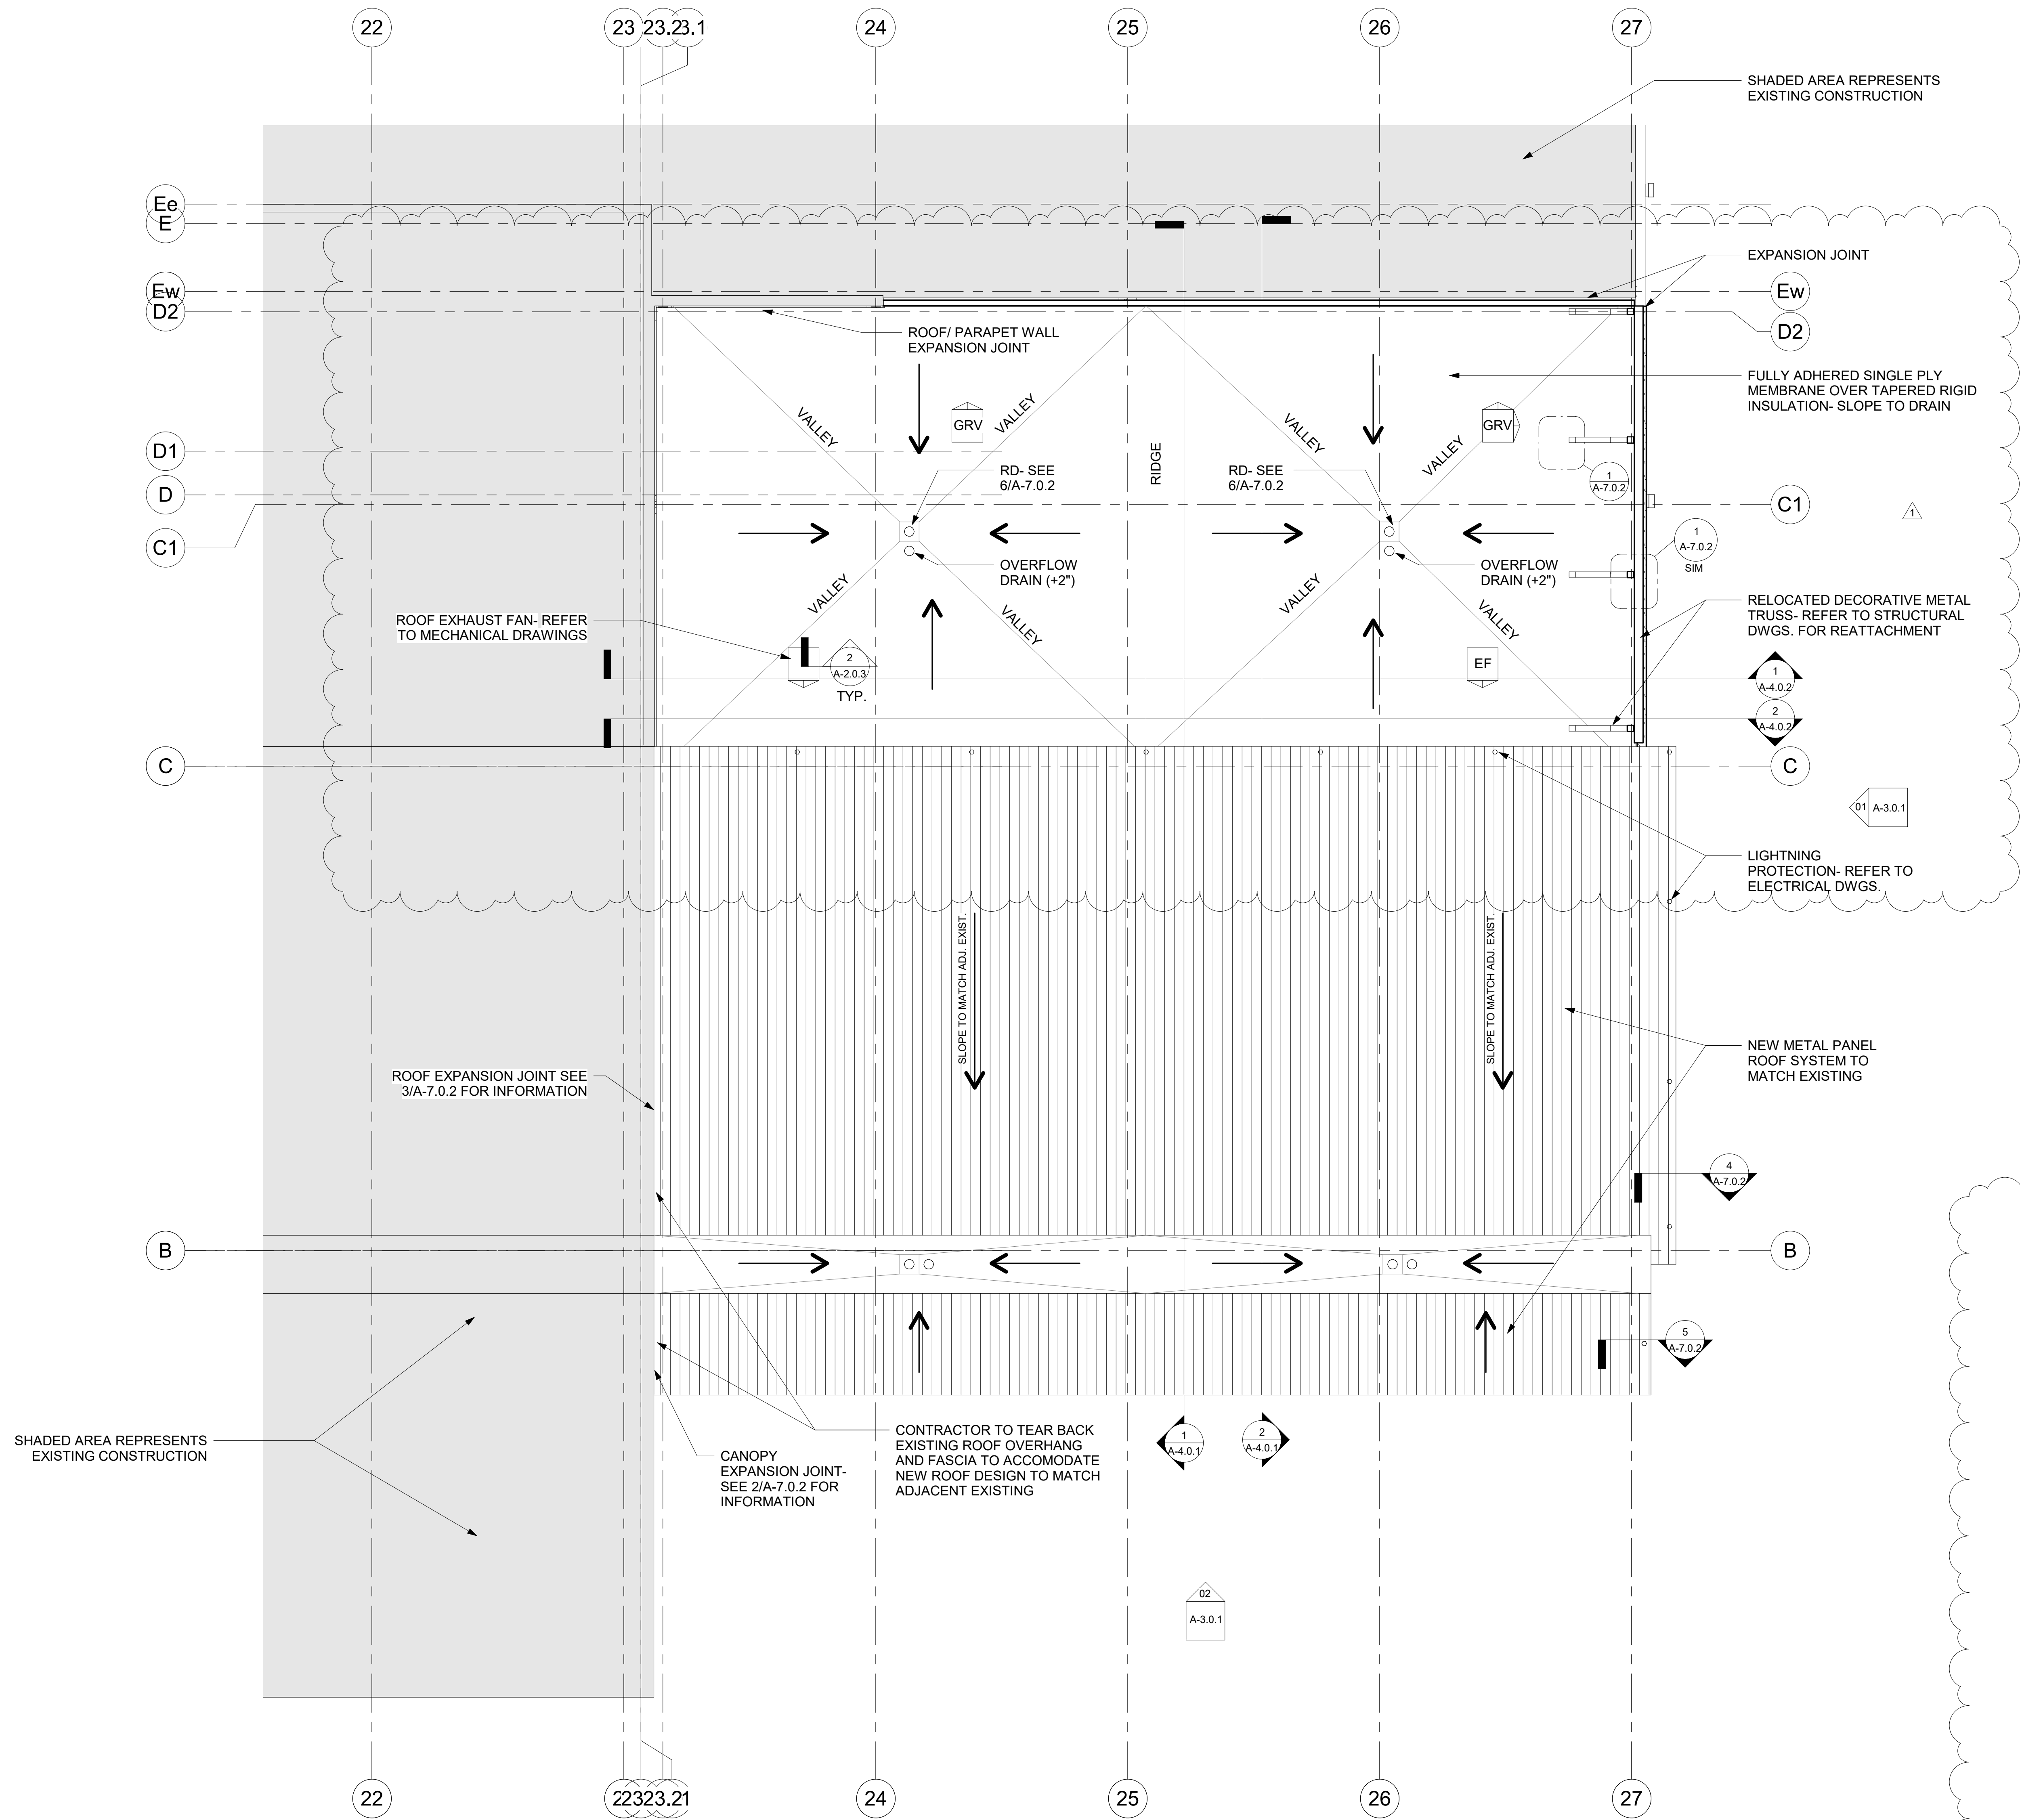 22
23
23.2
3.1
24
25
26
27
SHADED AREA REPRESENTS
EXISTING CONSTRUCTION
Ee
E
EXPANSION JOINT
Ew
D2
Ew
D2
ROOF/ PARAPET WALL
EXPANSION JOINT
FULLY ADHERED SINGLE PLY
MEMBRANE OVER TAPERED RIGID
INSULATION- SLOPE TO DRAIN
VALLEY
GRV
VALLEY
VALLEY
GRV
VALLEY
RIDGE
D1
RD- SEE
6/A-7.0.2
RD- SEE
6/A-7.0.2
1
A-7.0.2
D
C1
C1
1
1
A-7.0.2
SIM
OVERFLOW
DRAIN (+2")
OVERFLOW
DRAIN (+2")
VALLEY
VALLEY
VALLEY
VALLEY
ROOF EXHAUST FAN- REFER
TO MECHANICAL DRAWINGS
RELOCATED DECORATIVE METAL
TRUSS- REFER TO STRUCTURAL
DWGS. FOR REATTACHMENT
2
A-2.0.3
TYP.
EF
1
A-4.0.2
2
A-4.0.2
C
C
01
A-3.0.1
LIGHTNING
PROTECTION- REFER TO
ELECTRICAL DWGS.
SLOPE TO MATCH ADJ. EXIST.
SLOPE TO MATCH ADJ. EXIST.
NEW METAL PANEL
ROOF SYSTEM TO
MATCH EXISTING
ROOF EXPANSION JOINT SEE
3/A-7.0.2 FOR INFORMATION
4
A-7.0.2
B
B
5
A-7.0.2
SHADED AREA REPRESENTS
EXISTING CONSTRUCTION
CANOPY
EXPANSION JOINT-
SEE 2/A-7.0.2 FOR
INFORMATION
CONTRACTOR TO TEAR BACK
EXISTING ROOF OVERHANG
AND FASCIA TO ACCOMODATE
NEW ROOF DESIGN TO MATCH
ADJACENT EXISTING
1
A-4.0.1
2
A-4.0.1
02
A-3.0.1
22
24
25
26
27